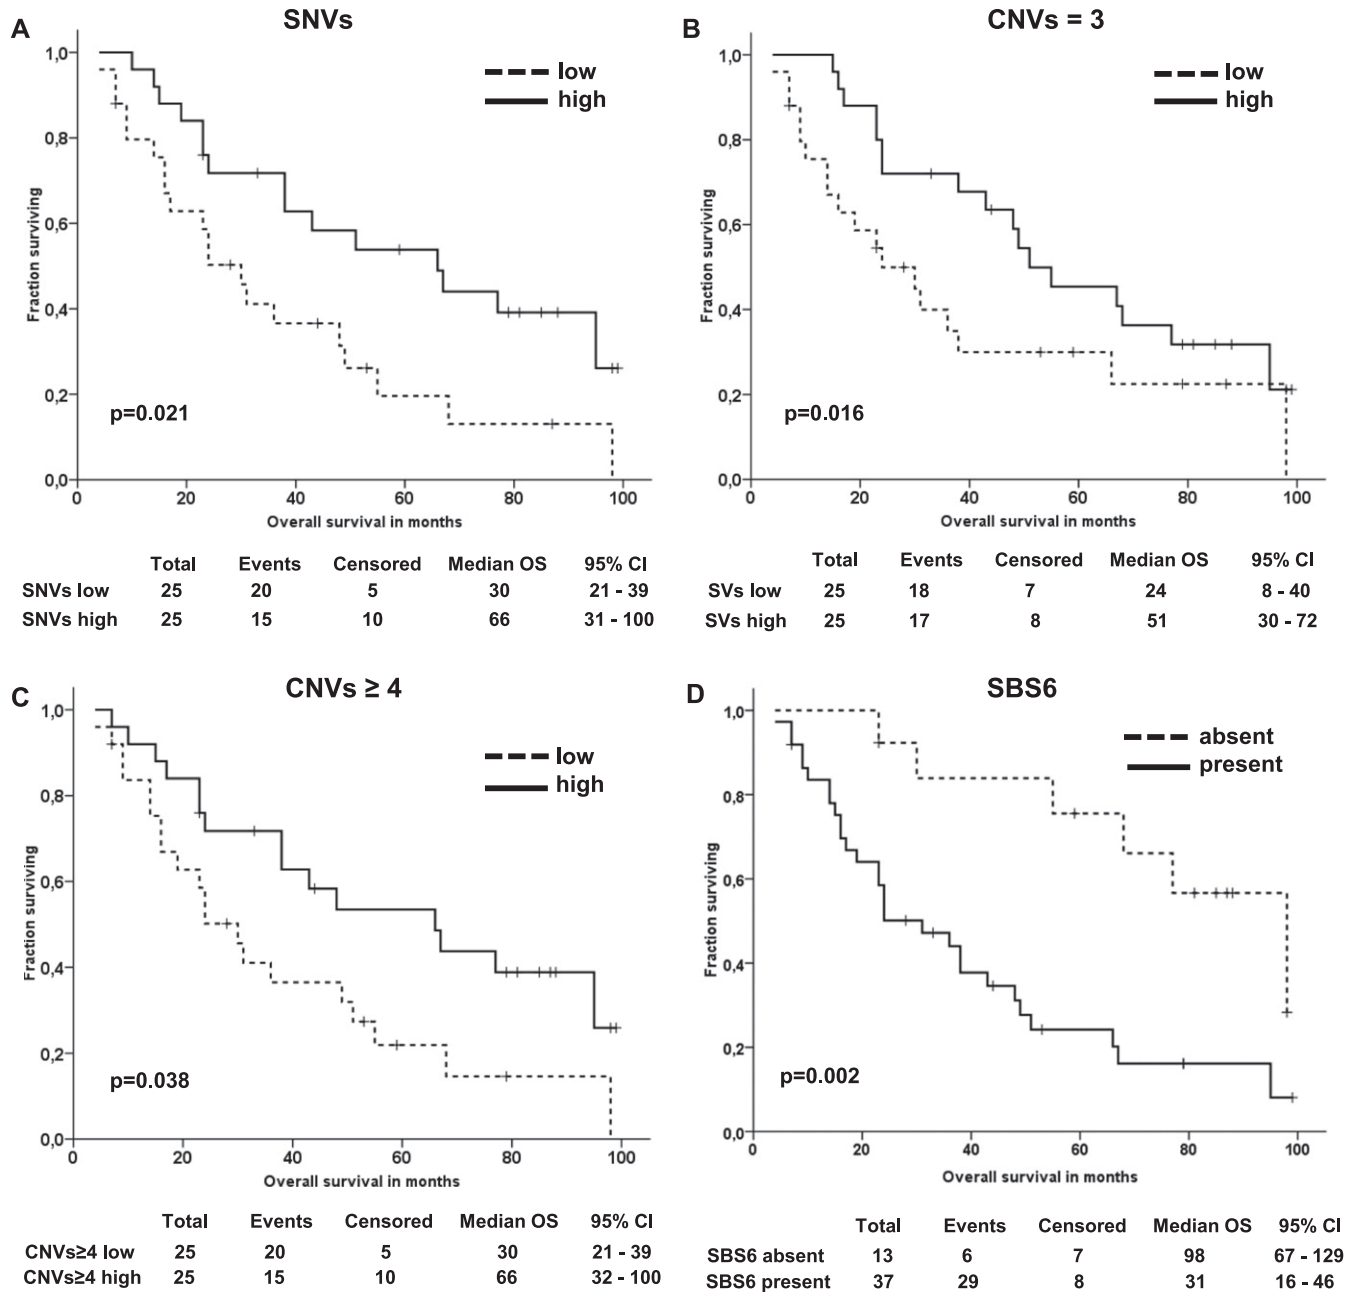 A
SNVs
1,0
0,8
0,6
0,4
0,2
0,0
Fraction surviving
low
high
p=0.021
0 20 40 60 80 100
Overall survival in months
Total Events Censored Median OS 95% CI
SNVs low 25 20 5 30 21 - 39
SNVs high 25 15 10 66 31 - 100
B
CNVs = 3
1,0
0,8
0,6
0,4
0,2
0,0
Fraction surviving
low
high
p=0.016
0 20 40 60 80 100
Overall survival in months
Total Events Censored Median OS 95% CI
SVs low 25 18 7 24 8 - 40
SVs high 25 17 8 51 30 - 72
C
CNVs ≥ 4
1,0
0,8
0,6
0,4
0,2
0,0
Fraction surviving
low
high
p=0.038
0 20 40 60 80 100
Overall survival in months
Total Events Censored Median OS 95% CI
CNVs≥4 low 25 20 5 30 21 - 39
CNVs≥4 high 25 15 10 66 32 - 100
D
SBS6
1,0
0,8
0,6
0,4
0,2
0,0
Fraction surviving
absent
present
p=0.002
0 20 40 60 80 100
Overall survival in months
Total Events Censored Median OS 95% CI
SBS6 absent 13 6 7 98 67 - 129
SBS6 present 37 29 8 31 16 - 46